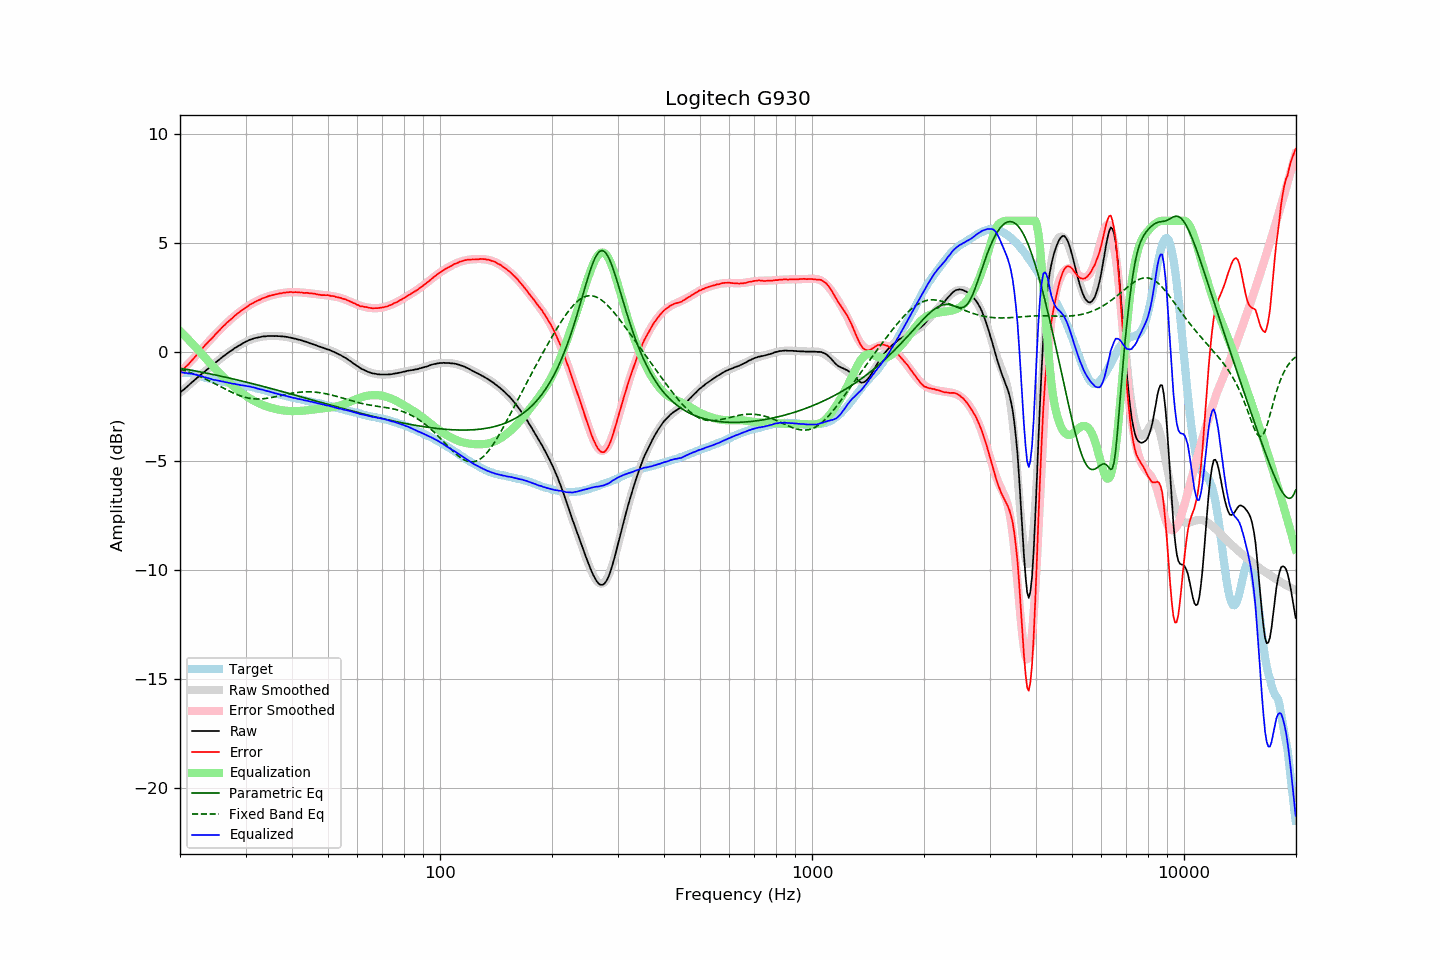 Logitech G930
10
5
0
−5
−10
−15
−20
Amplitude (dBr)
Target
Raw Smoothed
Error Smoothed
Raw
Error
Equalization
Parametric Eq
Fixed Band Eq
Equalized
100
1000
10000
Frequency (Hz)